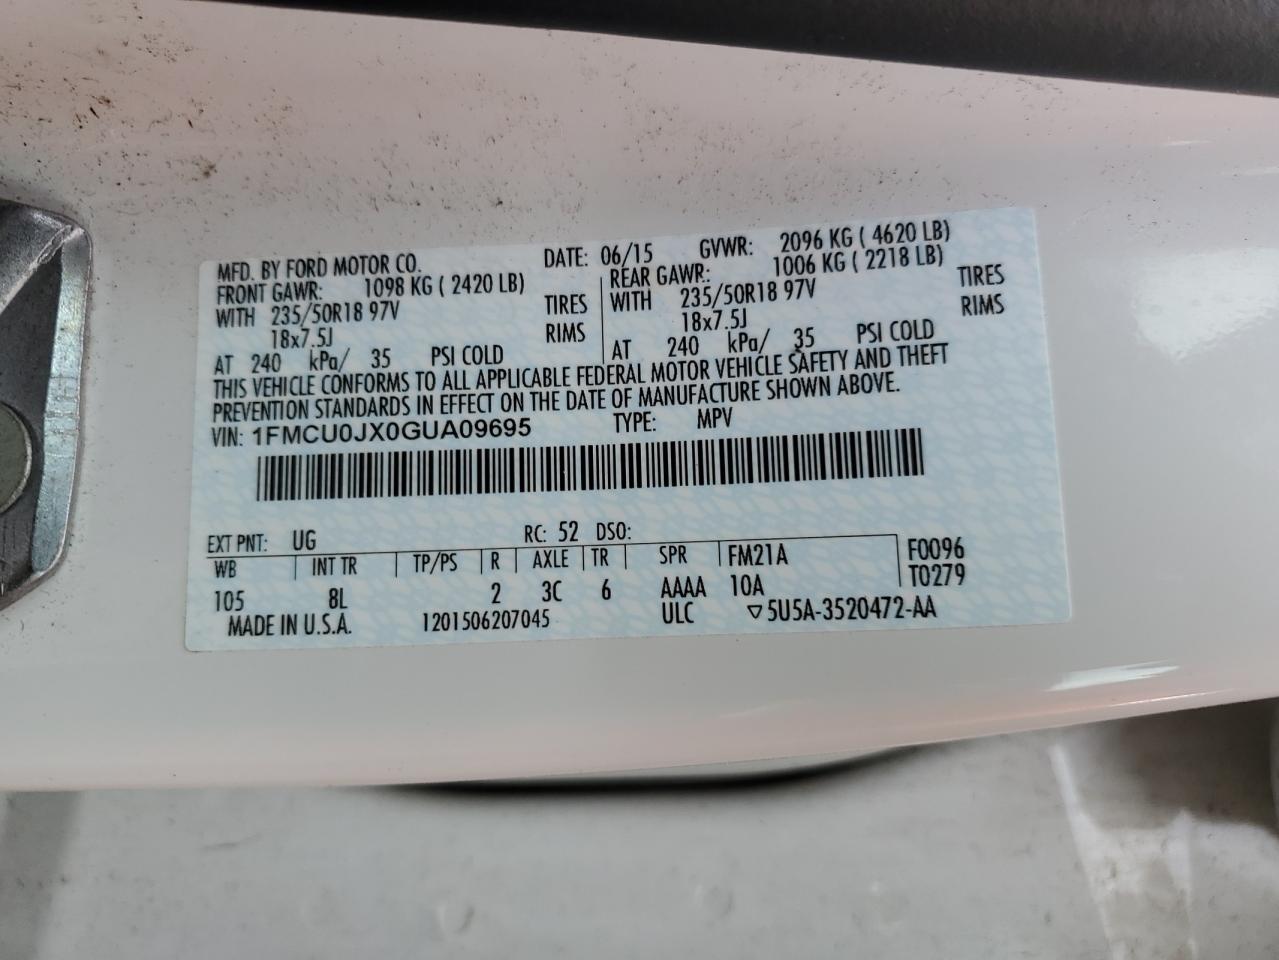 MFD. BY FORD MOTOR CO. DATE: 06/15 GVWR: 2096 KG ( 4620 LB)
FRONT GAWR: 1098 KG ( 2420 LB) REAR GAWR: 1006 KG ( 2218 LB)
WITH 235/50R18 97V TIRES WITH 235/50R18 97V TIRES
18x7.5J RIMS 18x7.5J RIMS
AT 240 kPa/ 35 PSI COLD AT 240 kPa/ 35 PSI COLD
THIS VEHICLE CONFORMS TO ALL APPLICABLE FEDERAL MOTOR VEHICLE SAFETY AND THEFT
PREVENTION STANDARDS IN EFFECT ON THE DATE OF MANUFACTURE SHOWN ABOVE.
VIN: 1FMCU0JX0GUA09695 TYPE: MPV
EXT PNT: UG RC: 52 DSO:
WB INT TR TP/PS R AXLE TR SPR FM21A F0096
105 8L 2 3C 6 AAAA 10A T0279
MADE IN U.S.A. 1201506207045 ULC ▽5U5A-3520472-AA